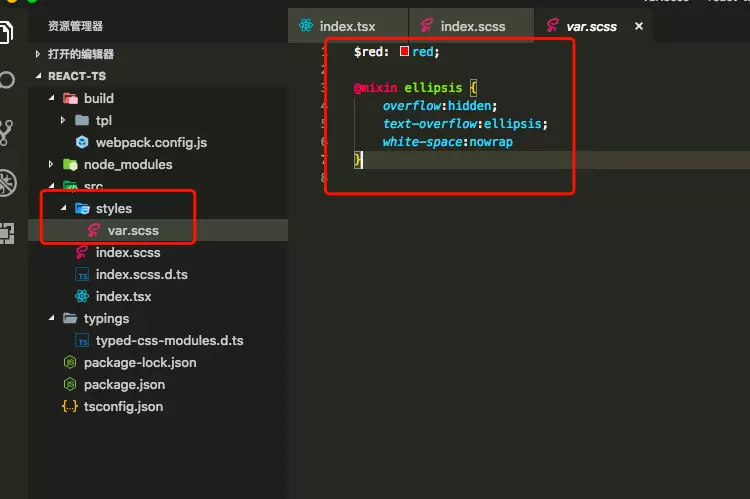 资源管理器
打开的编辑器
REACT-TS
build
tpl
webpack.config.js
node_modules
src
styles
var.scss
index.scss
TS index.scss.d.ts
index.tsx
typings
TS typed-css-modules.d.ts
package-lock.json
package.json
{..} tsconfig.json
index.tsx
index.scss
var.scss ×
1 $red: red;
2
3 @mixin ellipsis {
4 overflow:hidden;
5 text-overflow:ellipsis;
6 white-space:nowrap
7 }
8